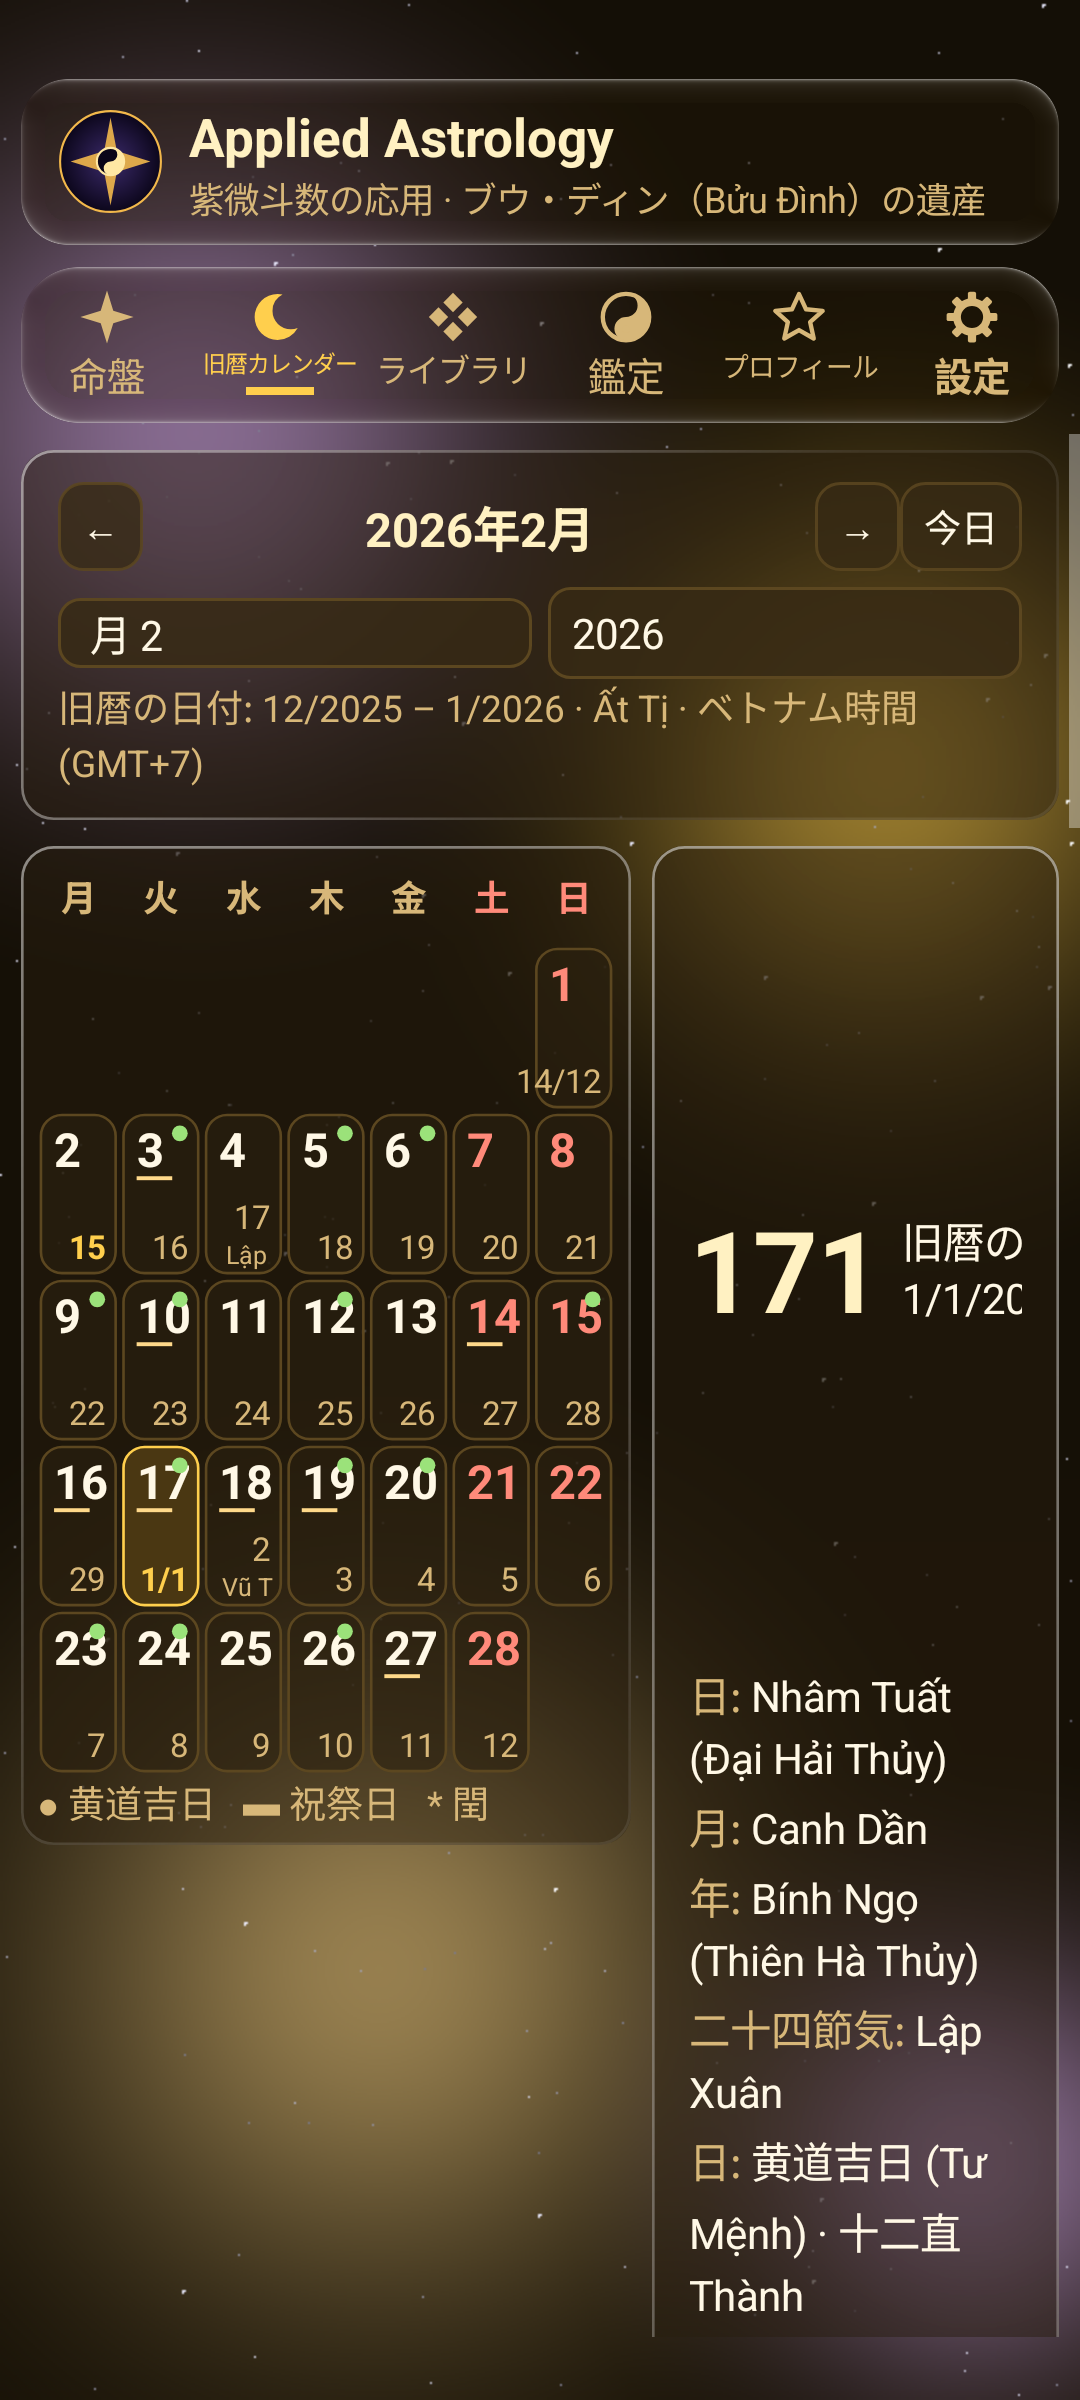 Applied Astrology
紫微斗数の応用 · ブウ・ディン（Bửu Đình）の遺産
命盤
旧暦カレンダー
ライブラリ
鑑定
プロフィール
設定
←
2026年2月
→
今日
月 2
2026
旧暦の日付: 12/2025 – 1/2026 · Ất Tị · ベトナム時間
(GMT+7)
月 火 水 木 金 土 日
1
14/12
2 3 4 5 6 7 8
15 16 17 18 19 20 21
Lập
9 10 11 12 13 14 15
22 23 24 25 26 27 28
16 17 18 19 20 21 22
29 1/1 2 3 4 5 6
Vũ T
23 24 25 26 27 28
7 8 9 10 11 12
● 黄道吉日 ▬ 祝祭日 * 閏
171
旧暦の
1/1/20
日: Nhâm Tuất
(Đại Hải Thủy)
月: Canh Dần
年: Bính Ngọ
(Thiên Hà Thủy)
二十四節気: Lập
Xuân
日: 黄道吉日 (Tư
Mệnh) · 十二直
Thành